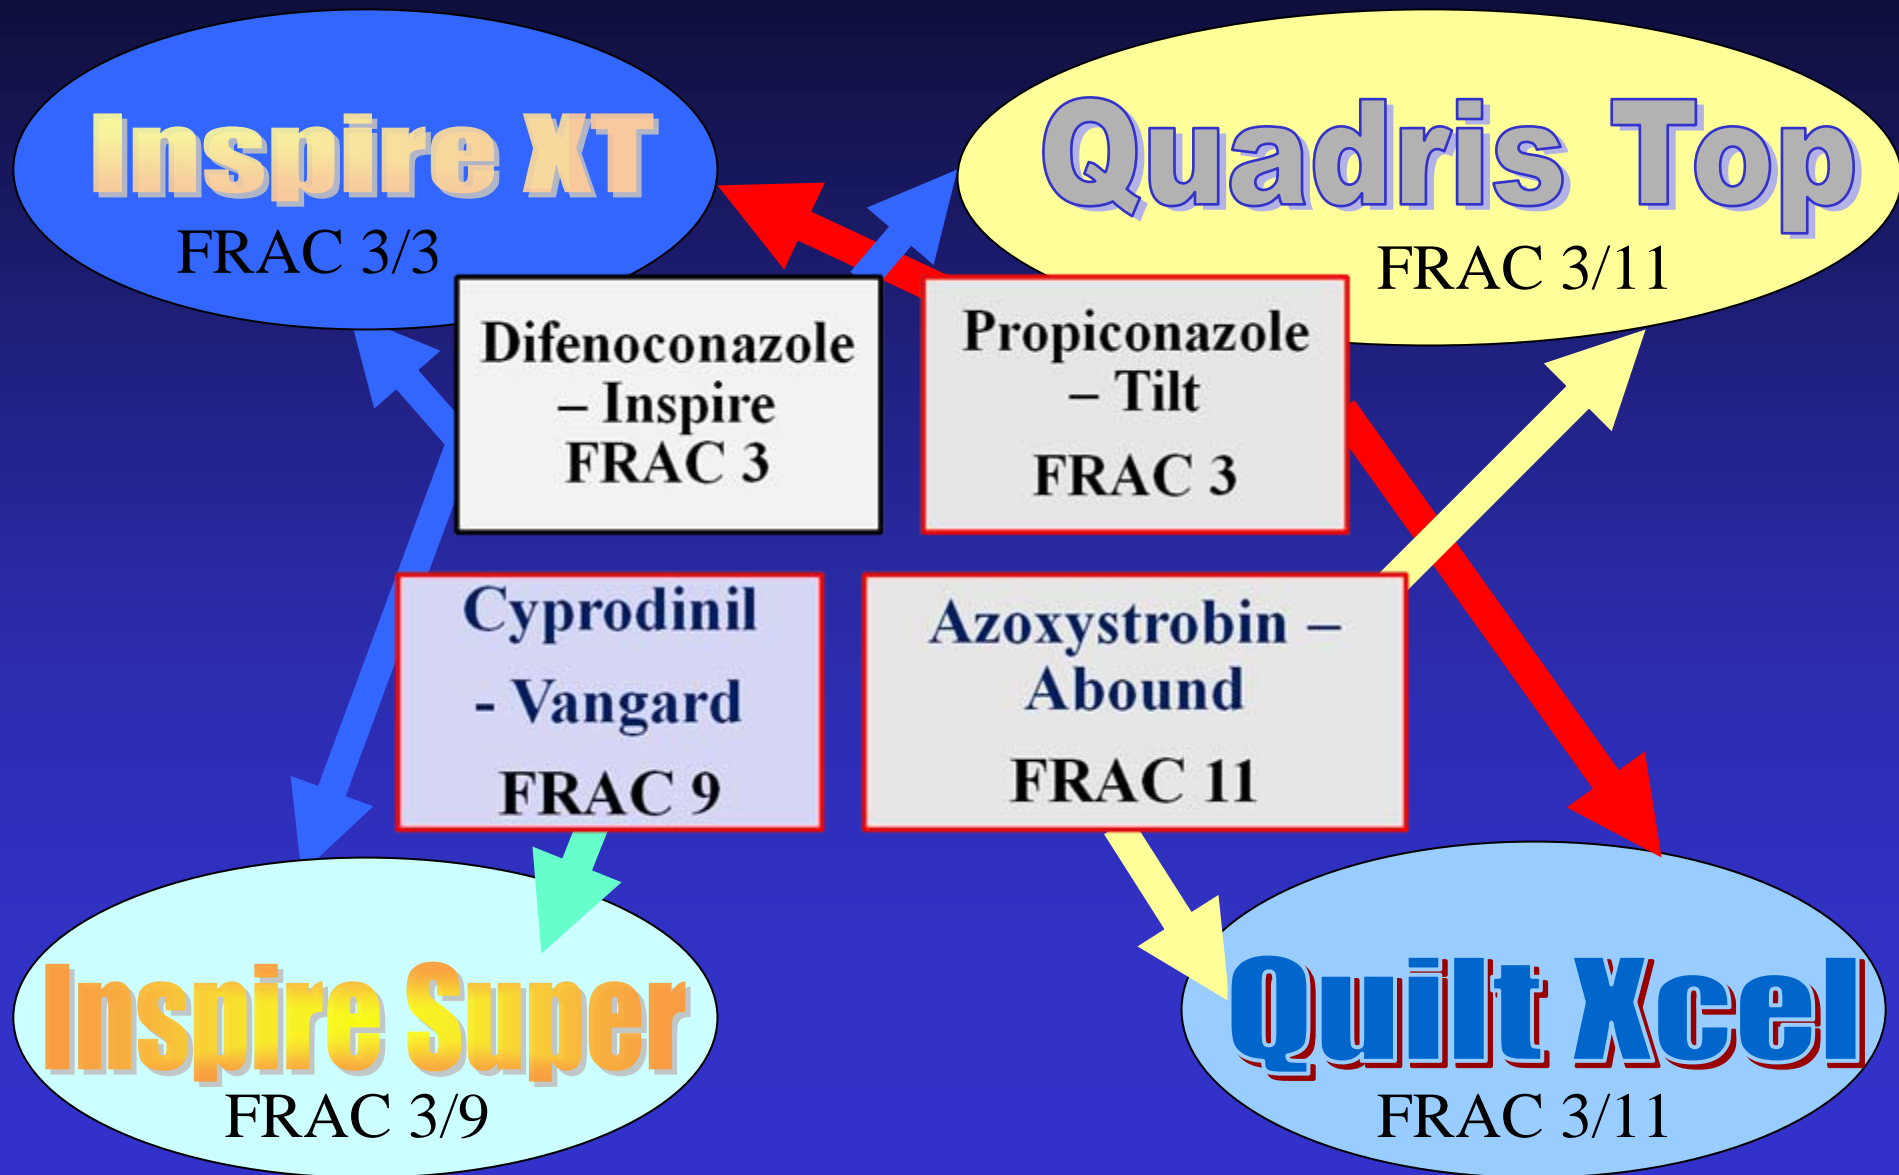 Inspire XT
FRAC 3/3
Quadris Top
FRAC 3/11
Difenoconazole
– Inspire
FRAC 3
Propiconazole
– Tilt
FRAC 3
Cyprodinil
- Vangard
FRAC 9
Azoxystrobin –
Abound
FRAC 11
Inspire Super
FRAC 3/9
Quilt Xcel
FRAC 3/11